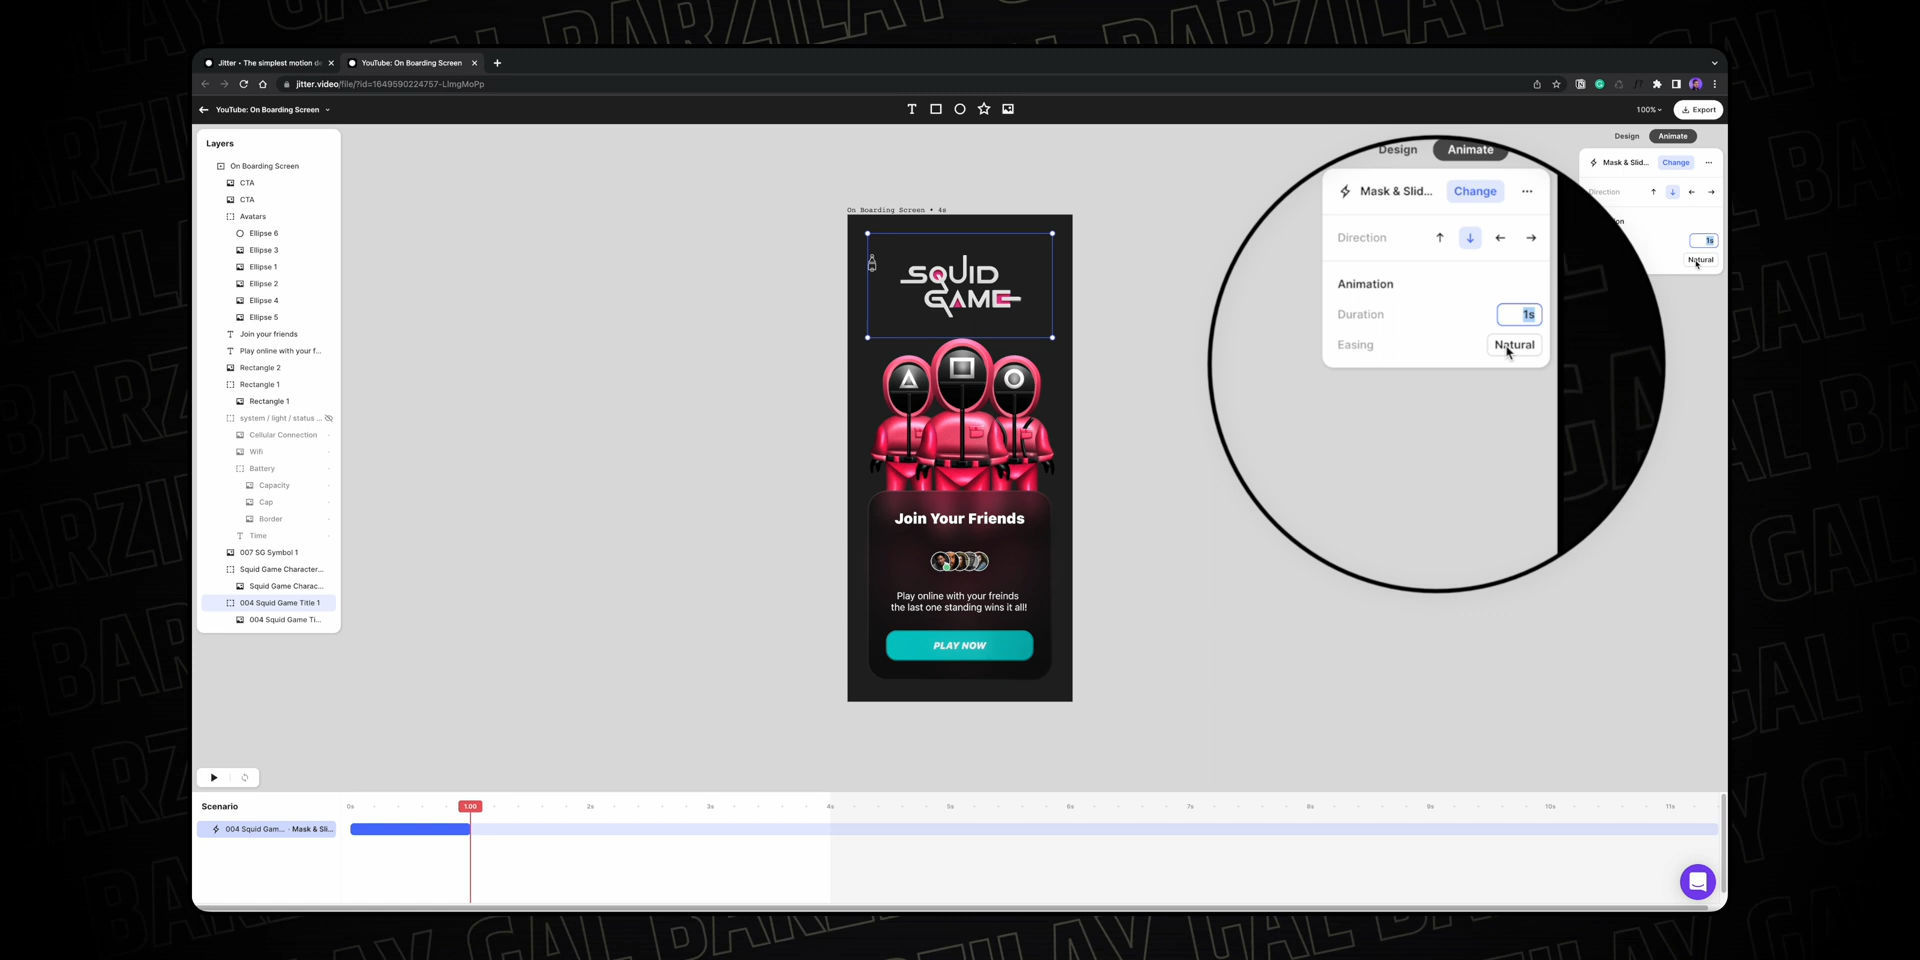 Jitter • The simplest motion de
YouTube: On Boarding Screen
jitter.video/file/?id=1649590224757-LlmgMoPp
YouTube: On Boarding Screen
100%
Export
Layers
On Boarding Screen
CTA
CTA
Avatars
Ellipse 6
Ellipse 3
Ellipse 1
Ellipse 2
Ellipse 4
Ellipse 5
Join your friends
Play online with your f...
Rectangle 2
Rectangle 1
Rectangle 1
system / light / status ...
Cellular Connection
Wifi
Battery
Capacity
Cap
Border
Time
007 SG Symbol 1
Squid Game Character...
Squid Game Charac...
004 Squid Game Title 1
004 Squid Game Ti...
On Boarding Screen • 4s
SQUID
GAME
Join Your Friends
Play online with your freinds
the last one standing wins it all!
PLAY NOW
Design
Animate
Mask & Slid...
Change
Direction
Animation
Duration
1s
Easing
Natural
Design
Animate
Mask & Slid...
Change
Direction
1s
Natural
Scenario
0s
1.00
2s
3s
4s
5s
6s
7s
8s
9s
10s
11s
004 Squid Gam... · Mask & Sli...
GAL BARZILAY